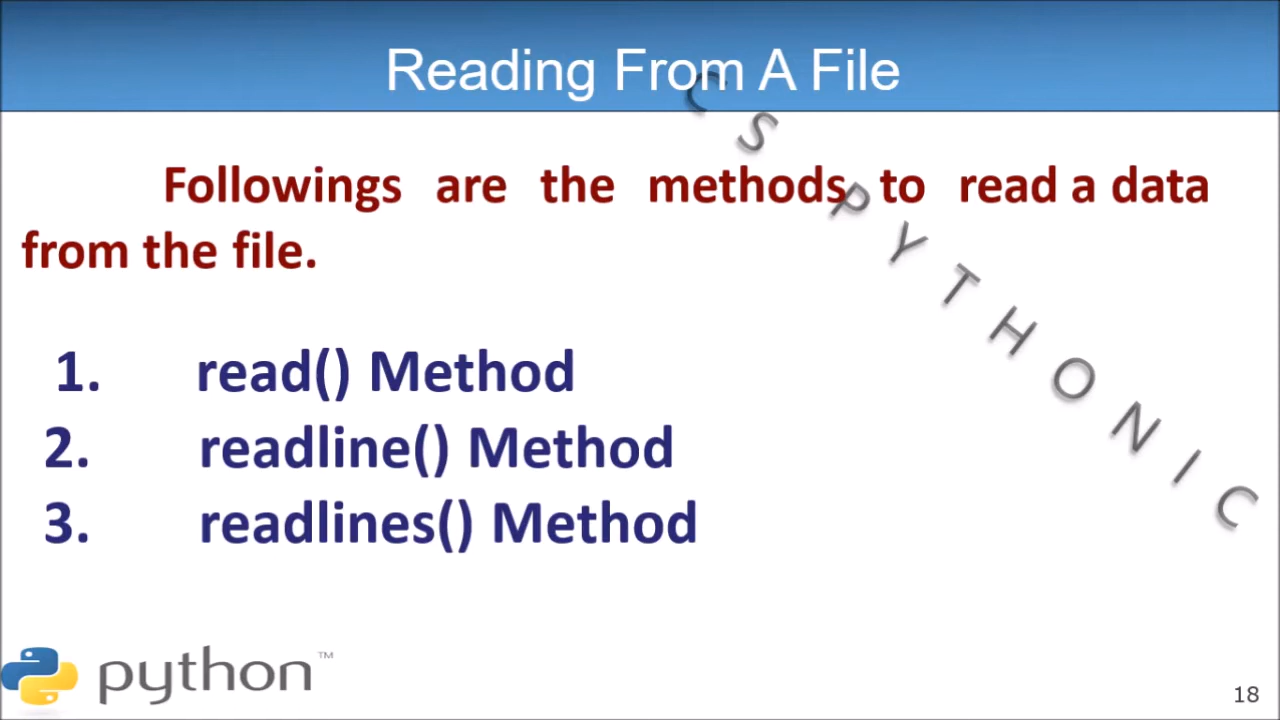 Reading From A File
Followings are the methods to read a data
from the file.
1. read() Method
2. readline() Method
3. readlines() Method
CS PYTHONIC
python™
18